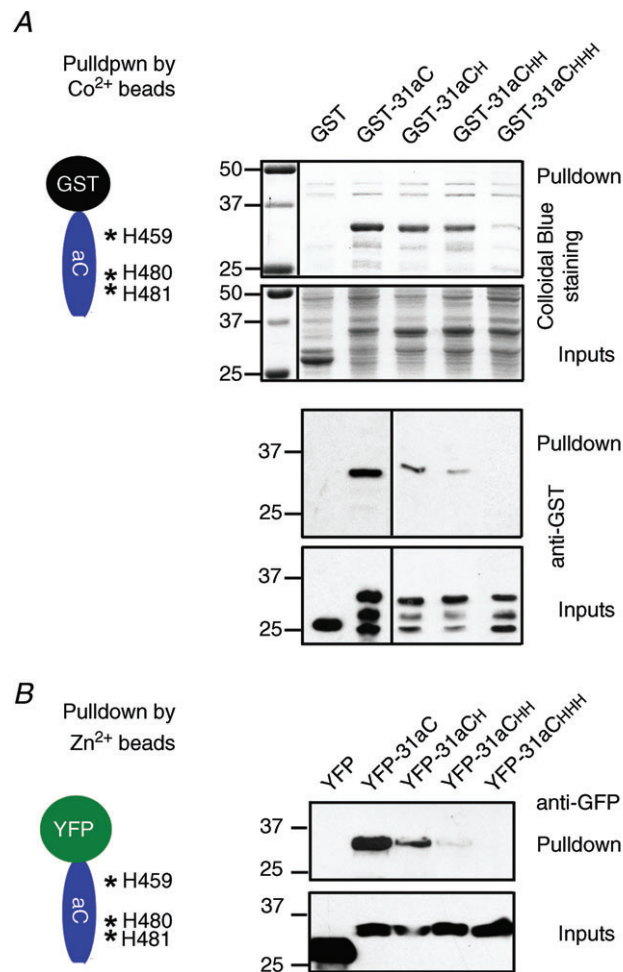 A
Pulldpwn by
Co2+ beads
GST
aC
* H459
* H480
* H481
GST
GST-31aC
GST-31aCH
GST-31aCHH
GST-31aCHHH
50
37
25
Pulldown
50
37
25
Inputs
Colloidal Blue
staining
37
25
Pulldown
37
25
Inputs
anti-GST
B
Pulldown by
Zn2+ beads
YFP
aC
* H459
* H480
* H481
YFP
YFP-31aC
YFP-31aCH
YFP-31aCHH
YFP-31aCHHH
anti-GFP
37
25
Pulldown
37
25
Inputs